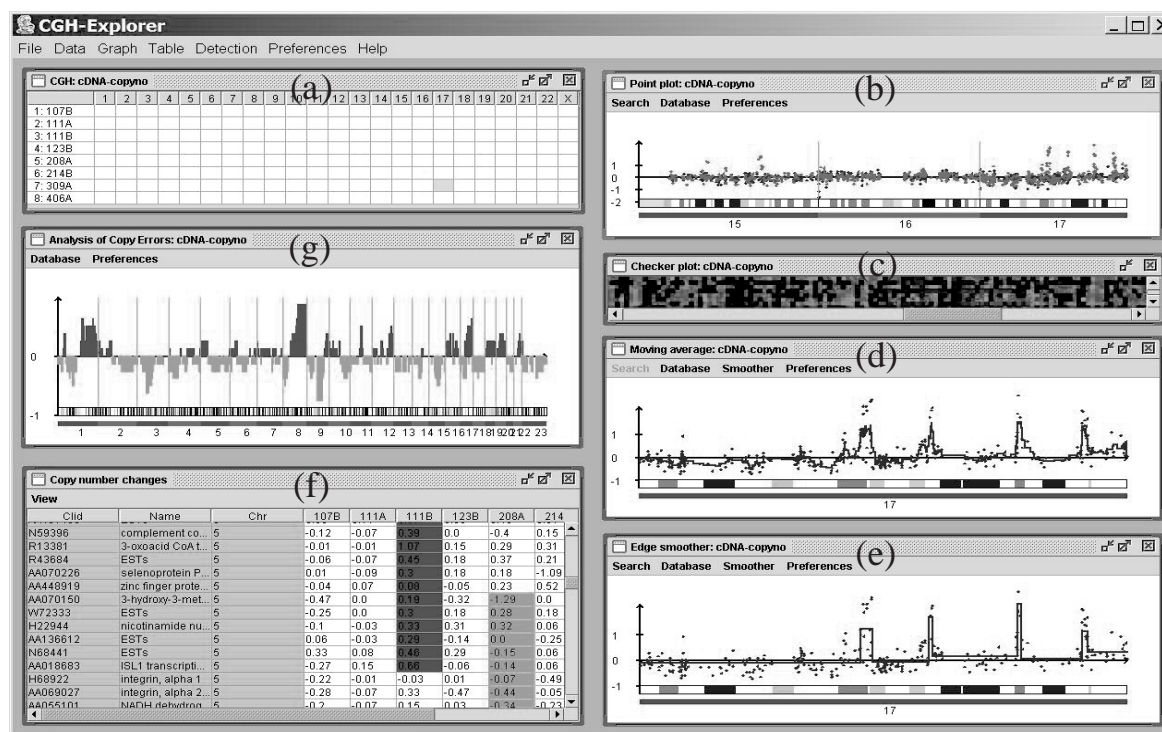 CGH-Explorer
File Data Graph Table Detection Preferences Help
CGH: cDNA-copyno
(a)
1 2 3 4 5 6 7 8 9 10 11 12 13 14 15 16 17 18 19 20 21 22 X
1: 107B
2: 111A
3: 111B
4: 123B
5: 208A
6: 214B
7: 309A
8: 406A
Analysis of Copy Errors: cDNA-copyno
(g)
Database Preferences
0
-1
1 2 3 4 5 6 7 8 9 10 11 12 13 14 15 16 17 18 19 20 21 22 23
Copy number changes
(f)
View
Clid Name Chr 107B 111A 111B 123B 208A 214
N59396 complement co... 5 -0.12 -0.07 0.39 0.0 -0.4 0.15
R13381 3-oxoacid CoA t... 5 -0.01 -0.01 1.07 0.15 0.29 0.31
R43684 ESTs 5 -0.06 -0.07 0.45 0.18 0.37 0.21
AA070226 selenoprotein P... 5 0.01 -0.09 0.3 0.18 0.18 -1.09
AA448919 zinc finger prote... 5 -0.04 0.07 0.08 -0.05 0.23 0.52
AA070150 3-hydroxy-3-met... 5 -0.47 0.0 0.19 -0.32 -1.29 0.0
W72333 ESTs 5 -0.25 0.0 0.3 0.18 0.28 0.18
H22944 nicotinamide nu... 5 -0.1 -0.03 0.33 0.31 0.32 0.06
AA136612 ESTs 5 0.06 -0.03 0.29 -0.14 0.0 -0.25
N68441 ESTs 5 0.33 0.08 0.46 0.29 -0.15 0.06
AA018683 ISL1 transcripti... 5 -0.27 0.15 0.66 -0.06 -0.14 0.06
H68922 integrin, alpha 1 5 -0.22 -0.01 -0.03 0.01 -0.07 -0.49
AA069027 integrin, alpha 2... 5 -0.28 -0.07 0.33 -0.47 -0.44 -0.05
AA055101 NADH dehydrog 5 -0.2 -0.07 0.15 0.03 -0.34 -0.23
Point plot: cDNA-copyno
(b)
Search Database Preferences
1
0
-1
-2
15 16 17
Checker plot: cDNA-copyno
(c)
Moving average: cDNA-copyno
(d)
Search Database Smoother Preferences
1
0
-1
17
Edge smoother: cDNA-copyno
(e)
Search Database Smoother Preferences
1
0
-1
17